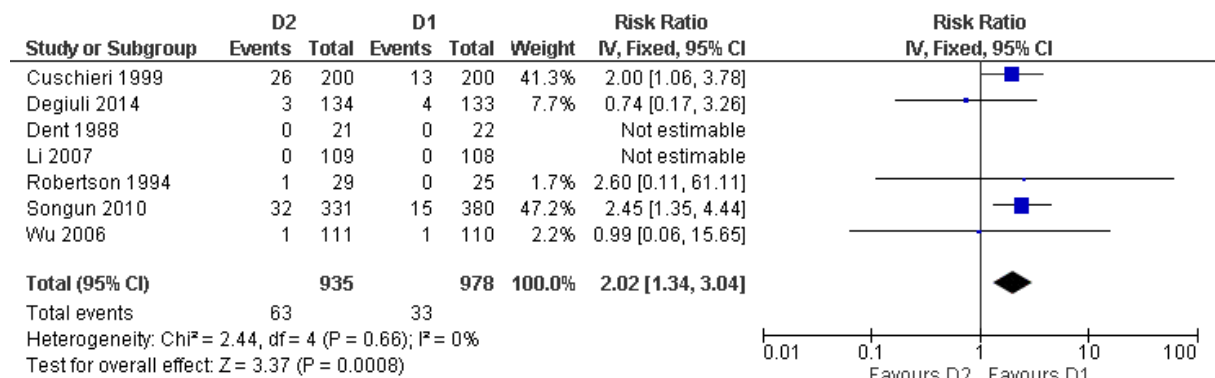 D2 D1 Risk Ratio Risk Ratio
Study or Subgroup Events Total Events Total Weight IV, Fixed, 95% CI IV, Fixed, 95% CI
Cuschieri 1999 26 200 13 200 41.3% 2.00 [1.06, 3.78]
Degiuli 2014 3 134 4 133 7.7% 0.74 [0.17, 3.26]
Dent 1988 0 21 0 22 Not estimable
Li 2007 0 109 0 108 Not estimable
Robertson 1994 1 29 0 25 1.7% 2.60 [0.11, 61.11]
Songun 2010 32 331 15 380 47.2% 2.45 [1.35, 4.44]
Wu 2006 1 111 1 110 2.2% 0.99 [0.06, 15.65]
Total (95% CI) 935 978 100.0% 2.02 [1.34, 3.04]
Total events 63 33
Heterogeneity: Chi² = 2.44, df = 4 (P = 0.66); I² = 0%
Test for overall effect: Z = 3.37 (P = 0.0008)
0.01 0.1 1 10 100
Favours D2 Favours D1